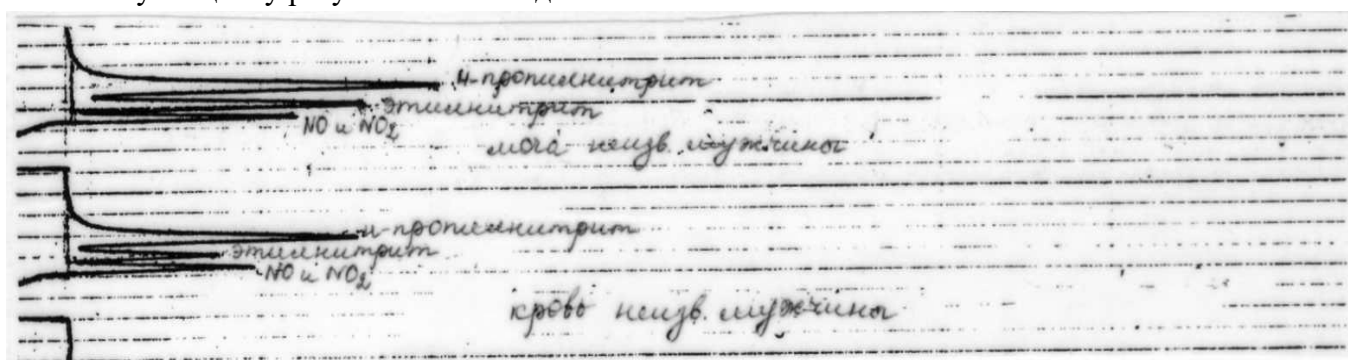 н-пропилнитрит
этилнитрит
NO и NO₂
моча неизв. мужчины
н-пропилнитрит
этилнитрит
NO и NO₂
кровь неизв. мужчины